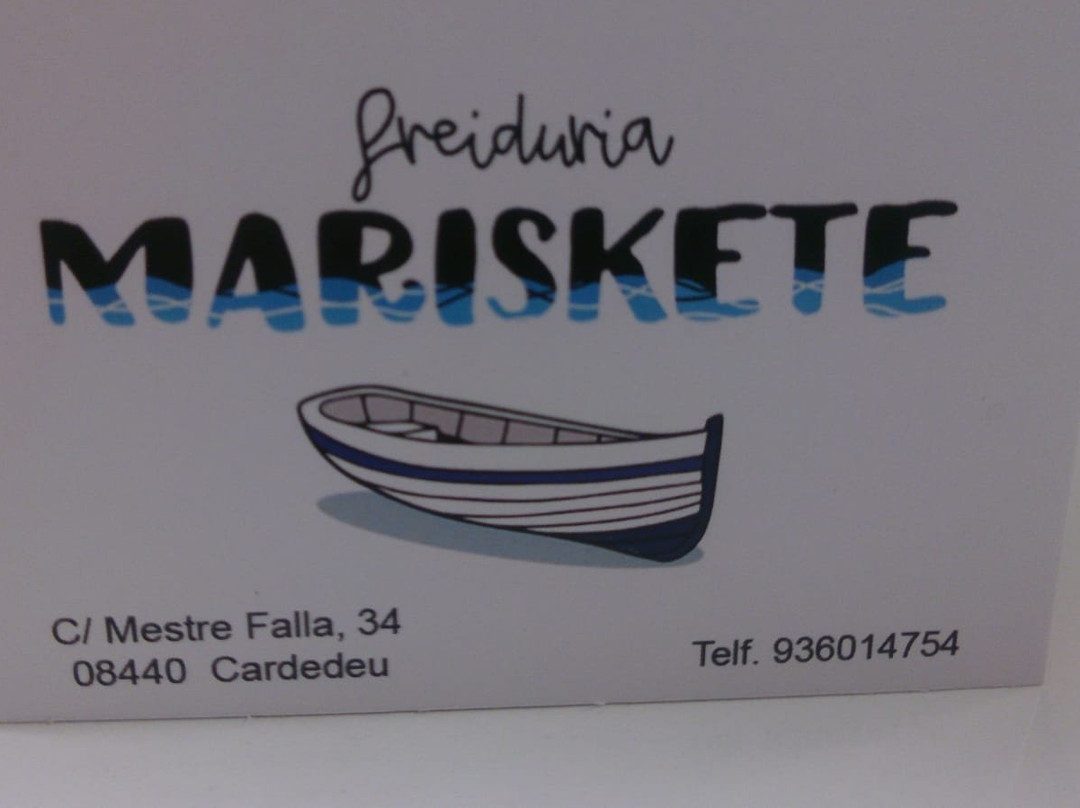 freiduria
MARISKETE
C/ Mestre Falla, 34
08440 Cardedeu
Telf. 936014754